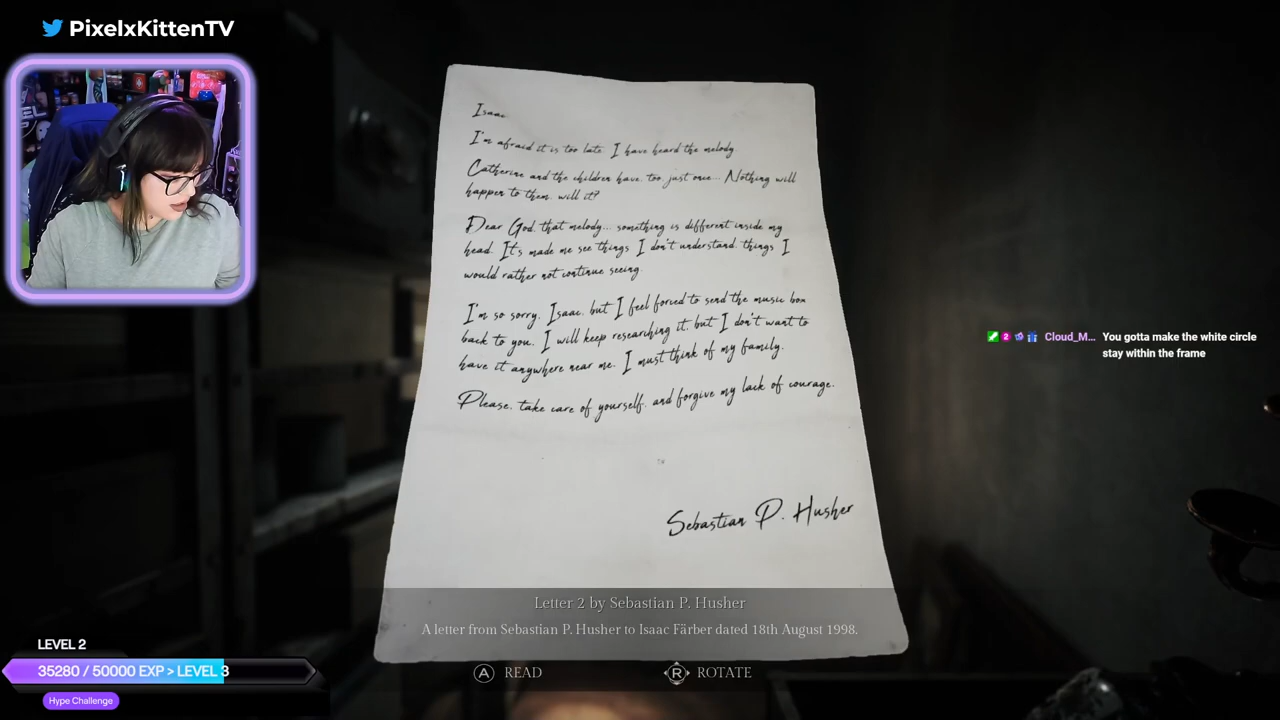 PixelxKittenTV
Isaac
I'm afraid it is too late. I have heard the melody.
Catherine and the children have, too, just once... Nothing will
happen to them, will it?
Dear God, that melody... something is different inside my
head. It's made me see things I don't understand, things I
would rather not continue seeing.
I'm so sorry, Isaac, but I feel forced to send the music box
back to you. I will keep researching it, but I don't want to
have it anywhere near me. I must think of my family.
Please, take care of yourself, and forgive my lack of courage.
Sebastian P. Husher
Cloud_M... You gotta make the white circle
stay within the frame
Letter 2 by Sebastian P. Husher
A letter from Sebastian P. Husher to Isaac Färber dated 18th August 1998.
A READ
R ROTATE
LEVEL 2
35280 / 50000 EXP > LEVEL 3
Hype Challenge